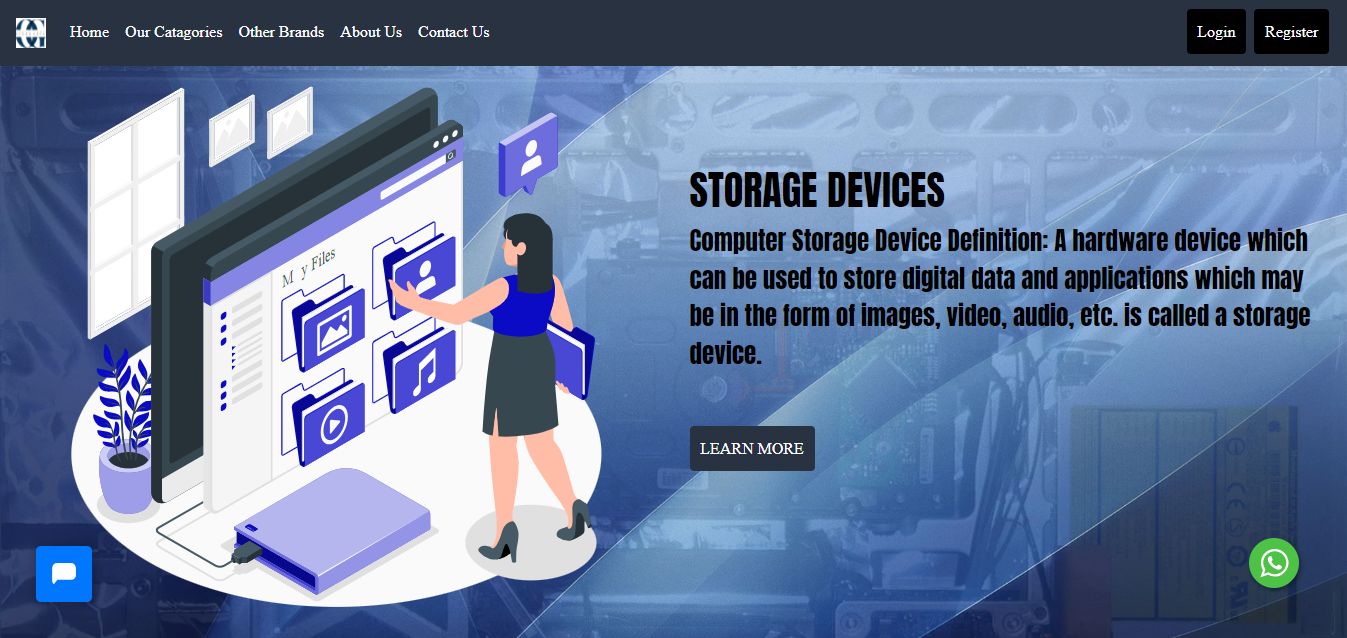 Home Our Catagories Other Brands About Us Contact Us Login Register
My Files
STORAGE DEVICES
Computer Storage Device Definition: A hardware device which
can be used to store digital data and applications which may
be in the form of images, video, audio, etc. is called a storage
device.
LEARN MORE